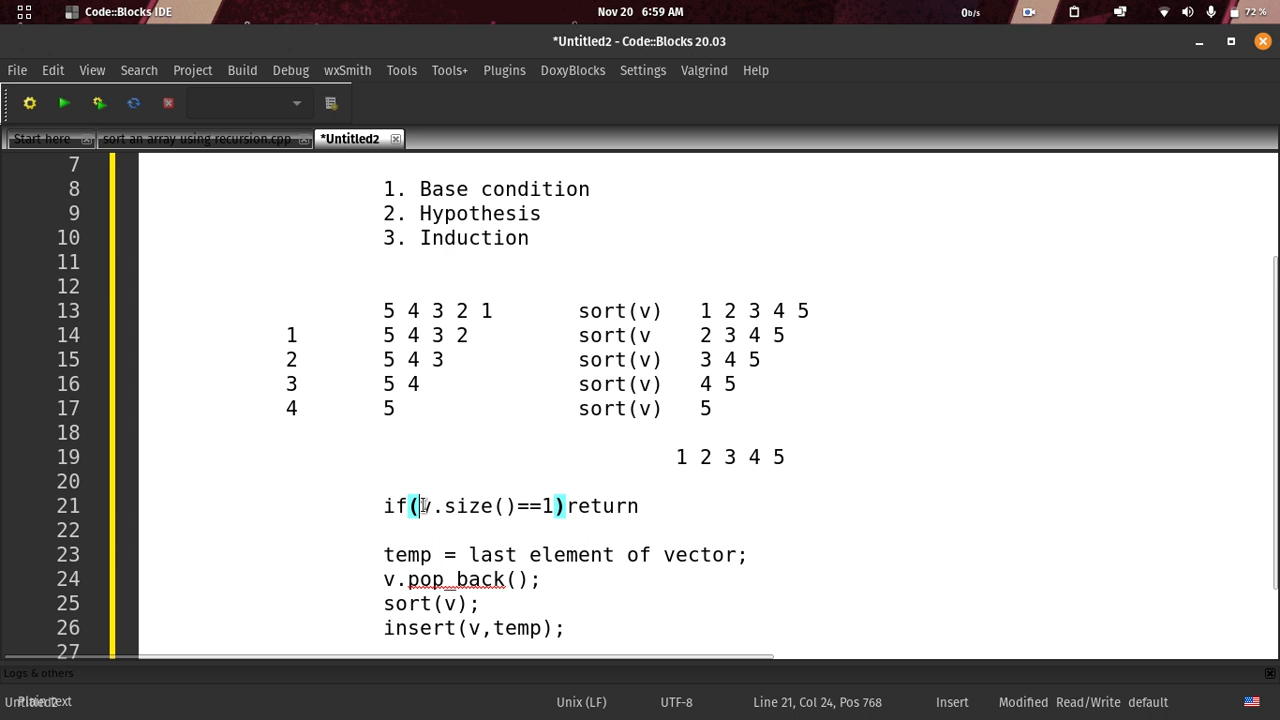 Code::Blocks IDE Nov 20 6:59 AM 0b/s 72 %
*Untitled2 - Code::Blocks 20.03
File Edit View Search Project Build Debug wxSmith Tools Tools+ Plugins DoxyBlocks Settings Valgrind Help
Start here sort an array using recursion.cpp *Untitled2
7
8 1. Base condition
9 2. Hypothesis
10 3. Induction
11
12
13 5 4 3 2 1 sort(v) 1 2 3 4 5
14 1 5 4 3 2 sort(v 2 3 4 5
15 2 5 4 3 sort(v) 3 4 5
16 3 5 4 sort(v) 4 5
17 4 5 sort(v) 5
18
19 1 2 3 4 5
20
21 if(v.size()==1)return
22
23 temp = last element of vector;
24 v.pop_back();
25 sort(v);
26 insert(v,temp);
27
Logs & others
Untitled2 Plain text Unix (LF) UTF-8 Line 21, Col 24, Pos 768 Insert Modified Read/Write default